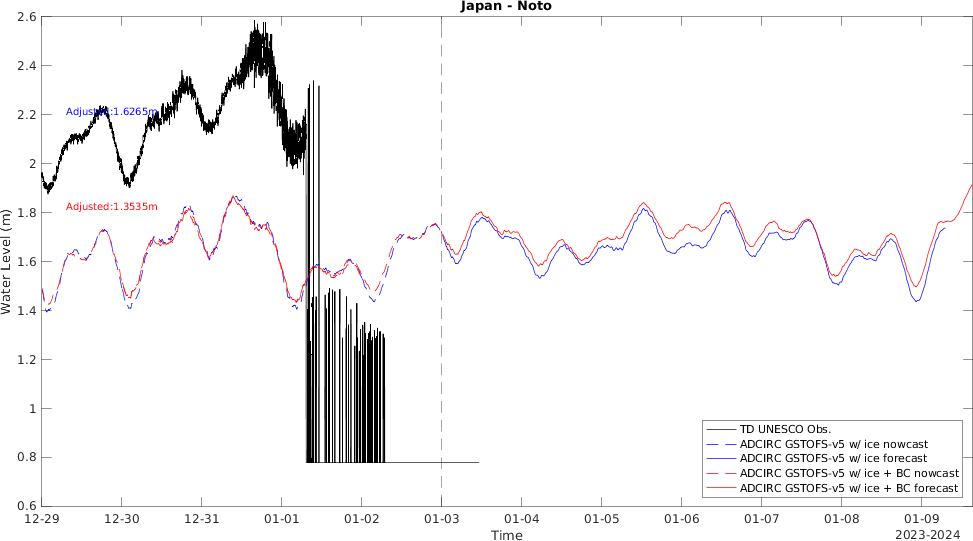 Japan - Noto
2.6
2.4
2.2
2
1.8
1.6
1.4
1.2
1
0.8
0.6
Water Level (m)
Adjusted:1.6265m
Adjusted:1.3535m
TD UNESCO Obs.
ADCIRC GSTOFS-v5 w/ ice nowcast
ADCIRC GSTOFS-v5 w/ ice forecast
ADCIRC GSTOFS-v5 w/ ice + BC nowcast
ADCIRC GSTOFS-v5 w/ ice + BC forecast
12-29 12-30 12-31 01-01 01-02 01-03 01-04 01-05 01-06 01-07 01-08 01-09
Time
2023-2024